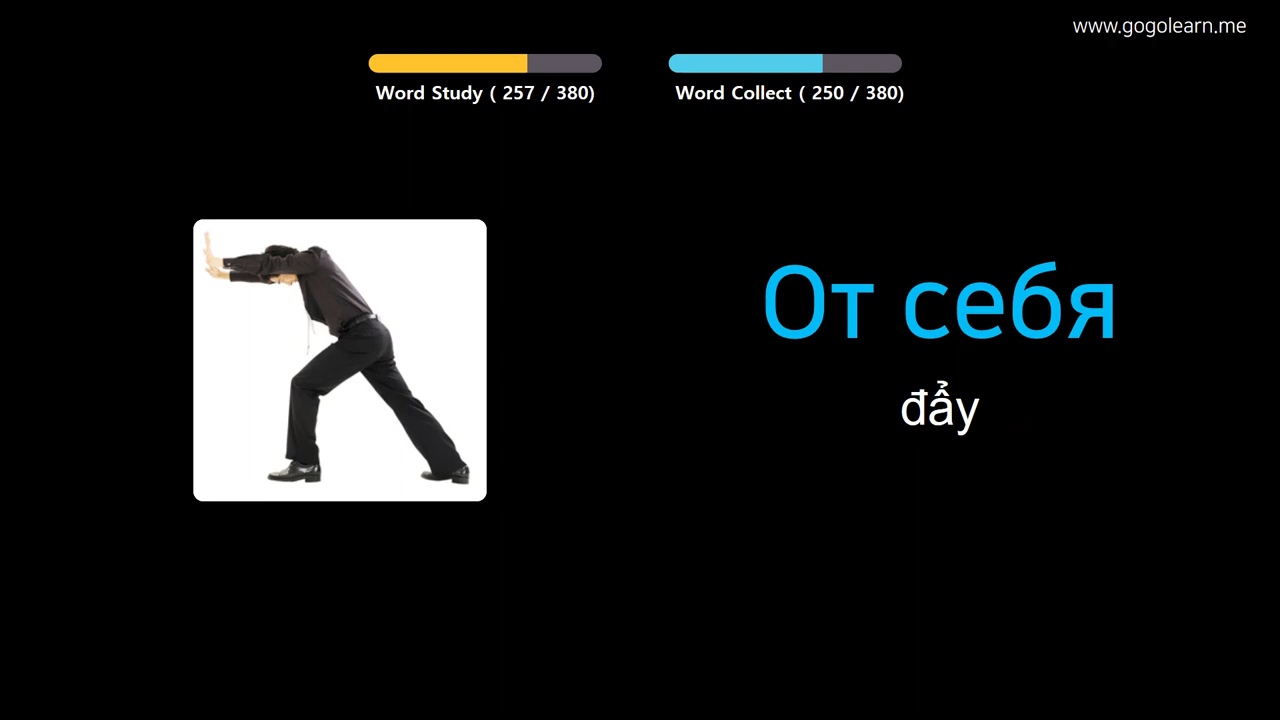 www.gogolearn.me
Word Study ( 257 / 380)
Word Collect ( 250 / 380)
От себя
đẩy